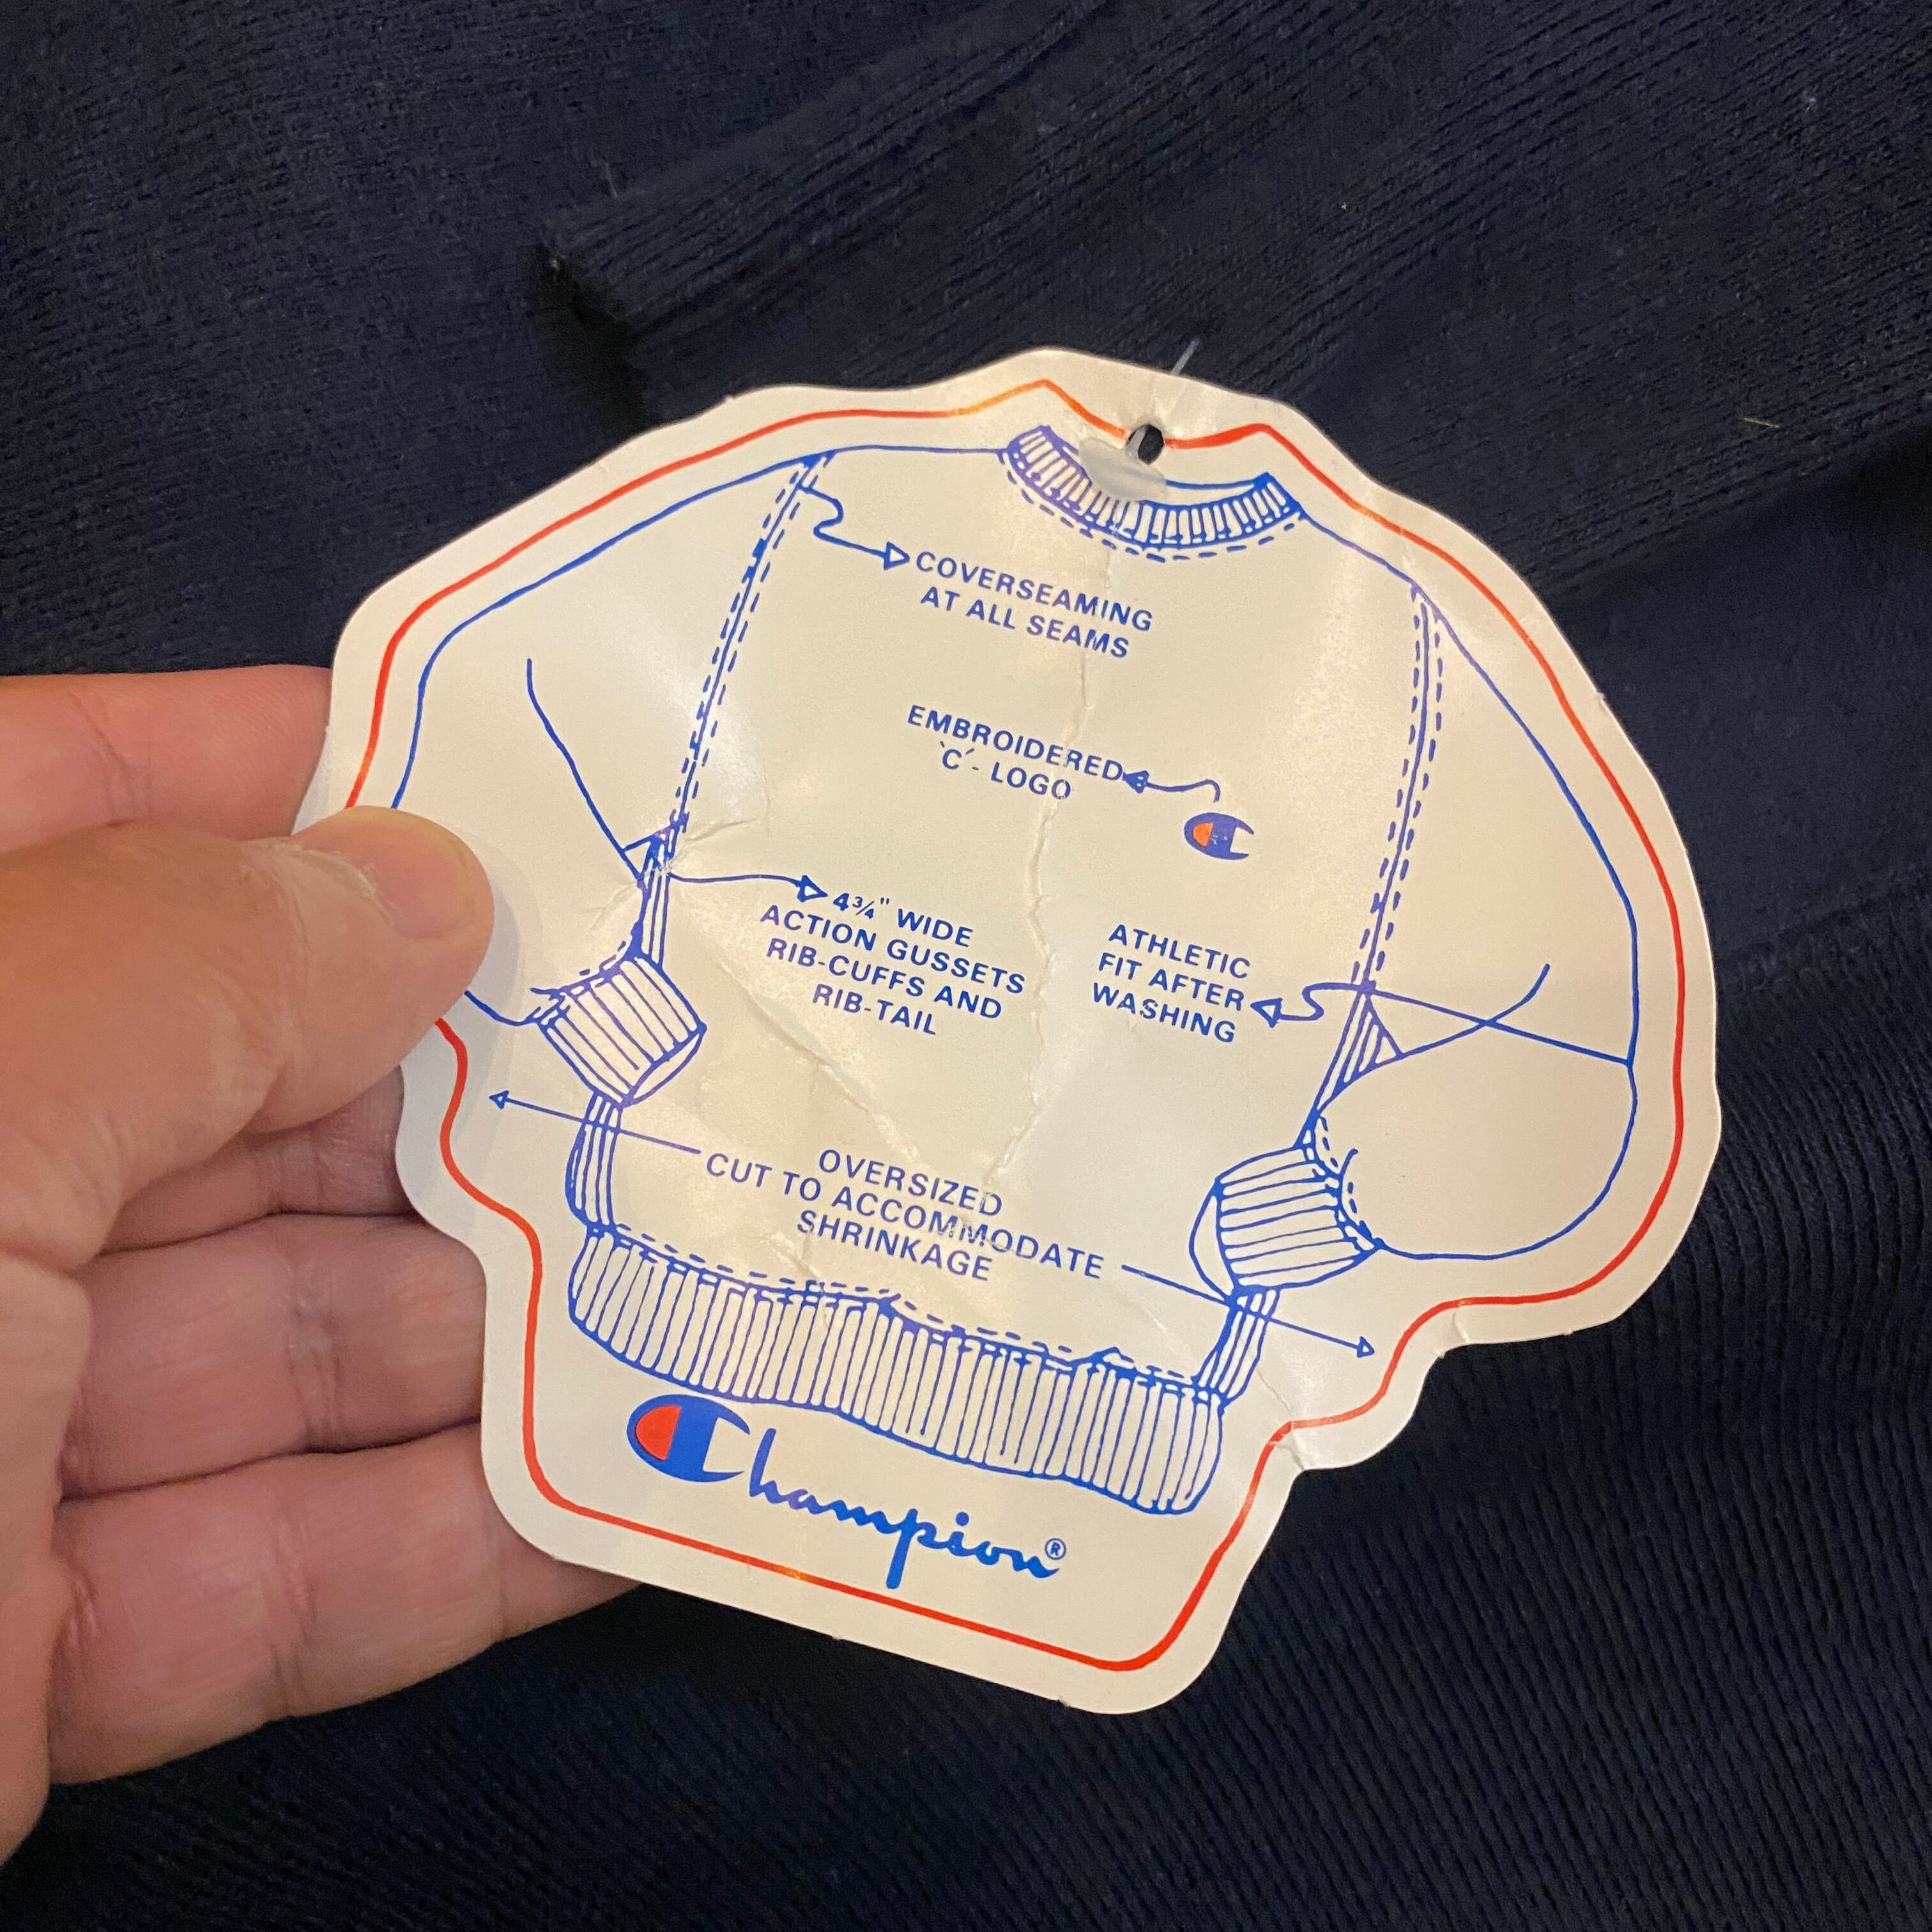 COVERSEAMING
AT ALL SEAMS
EMBROIDERED
'C'- LOGO
4¾" WIDE
ACTION GUSSETS
RIB-CUFFS AND
RIB-TAIL
ATHLETIC
FIT AFTER
WASHING
OVERSIZED
CUT TO ACCOMMODATE
SHRINKAGE
Champion®